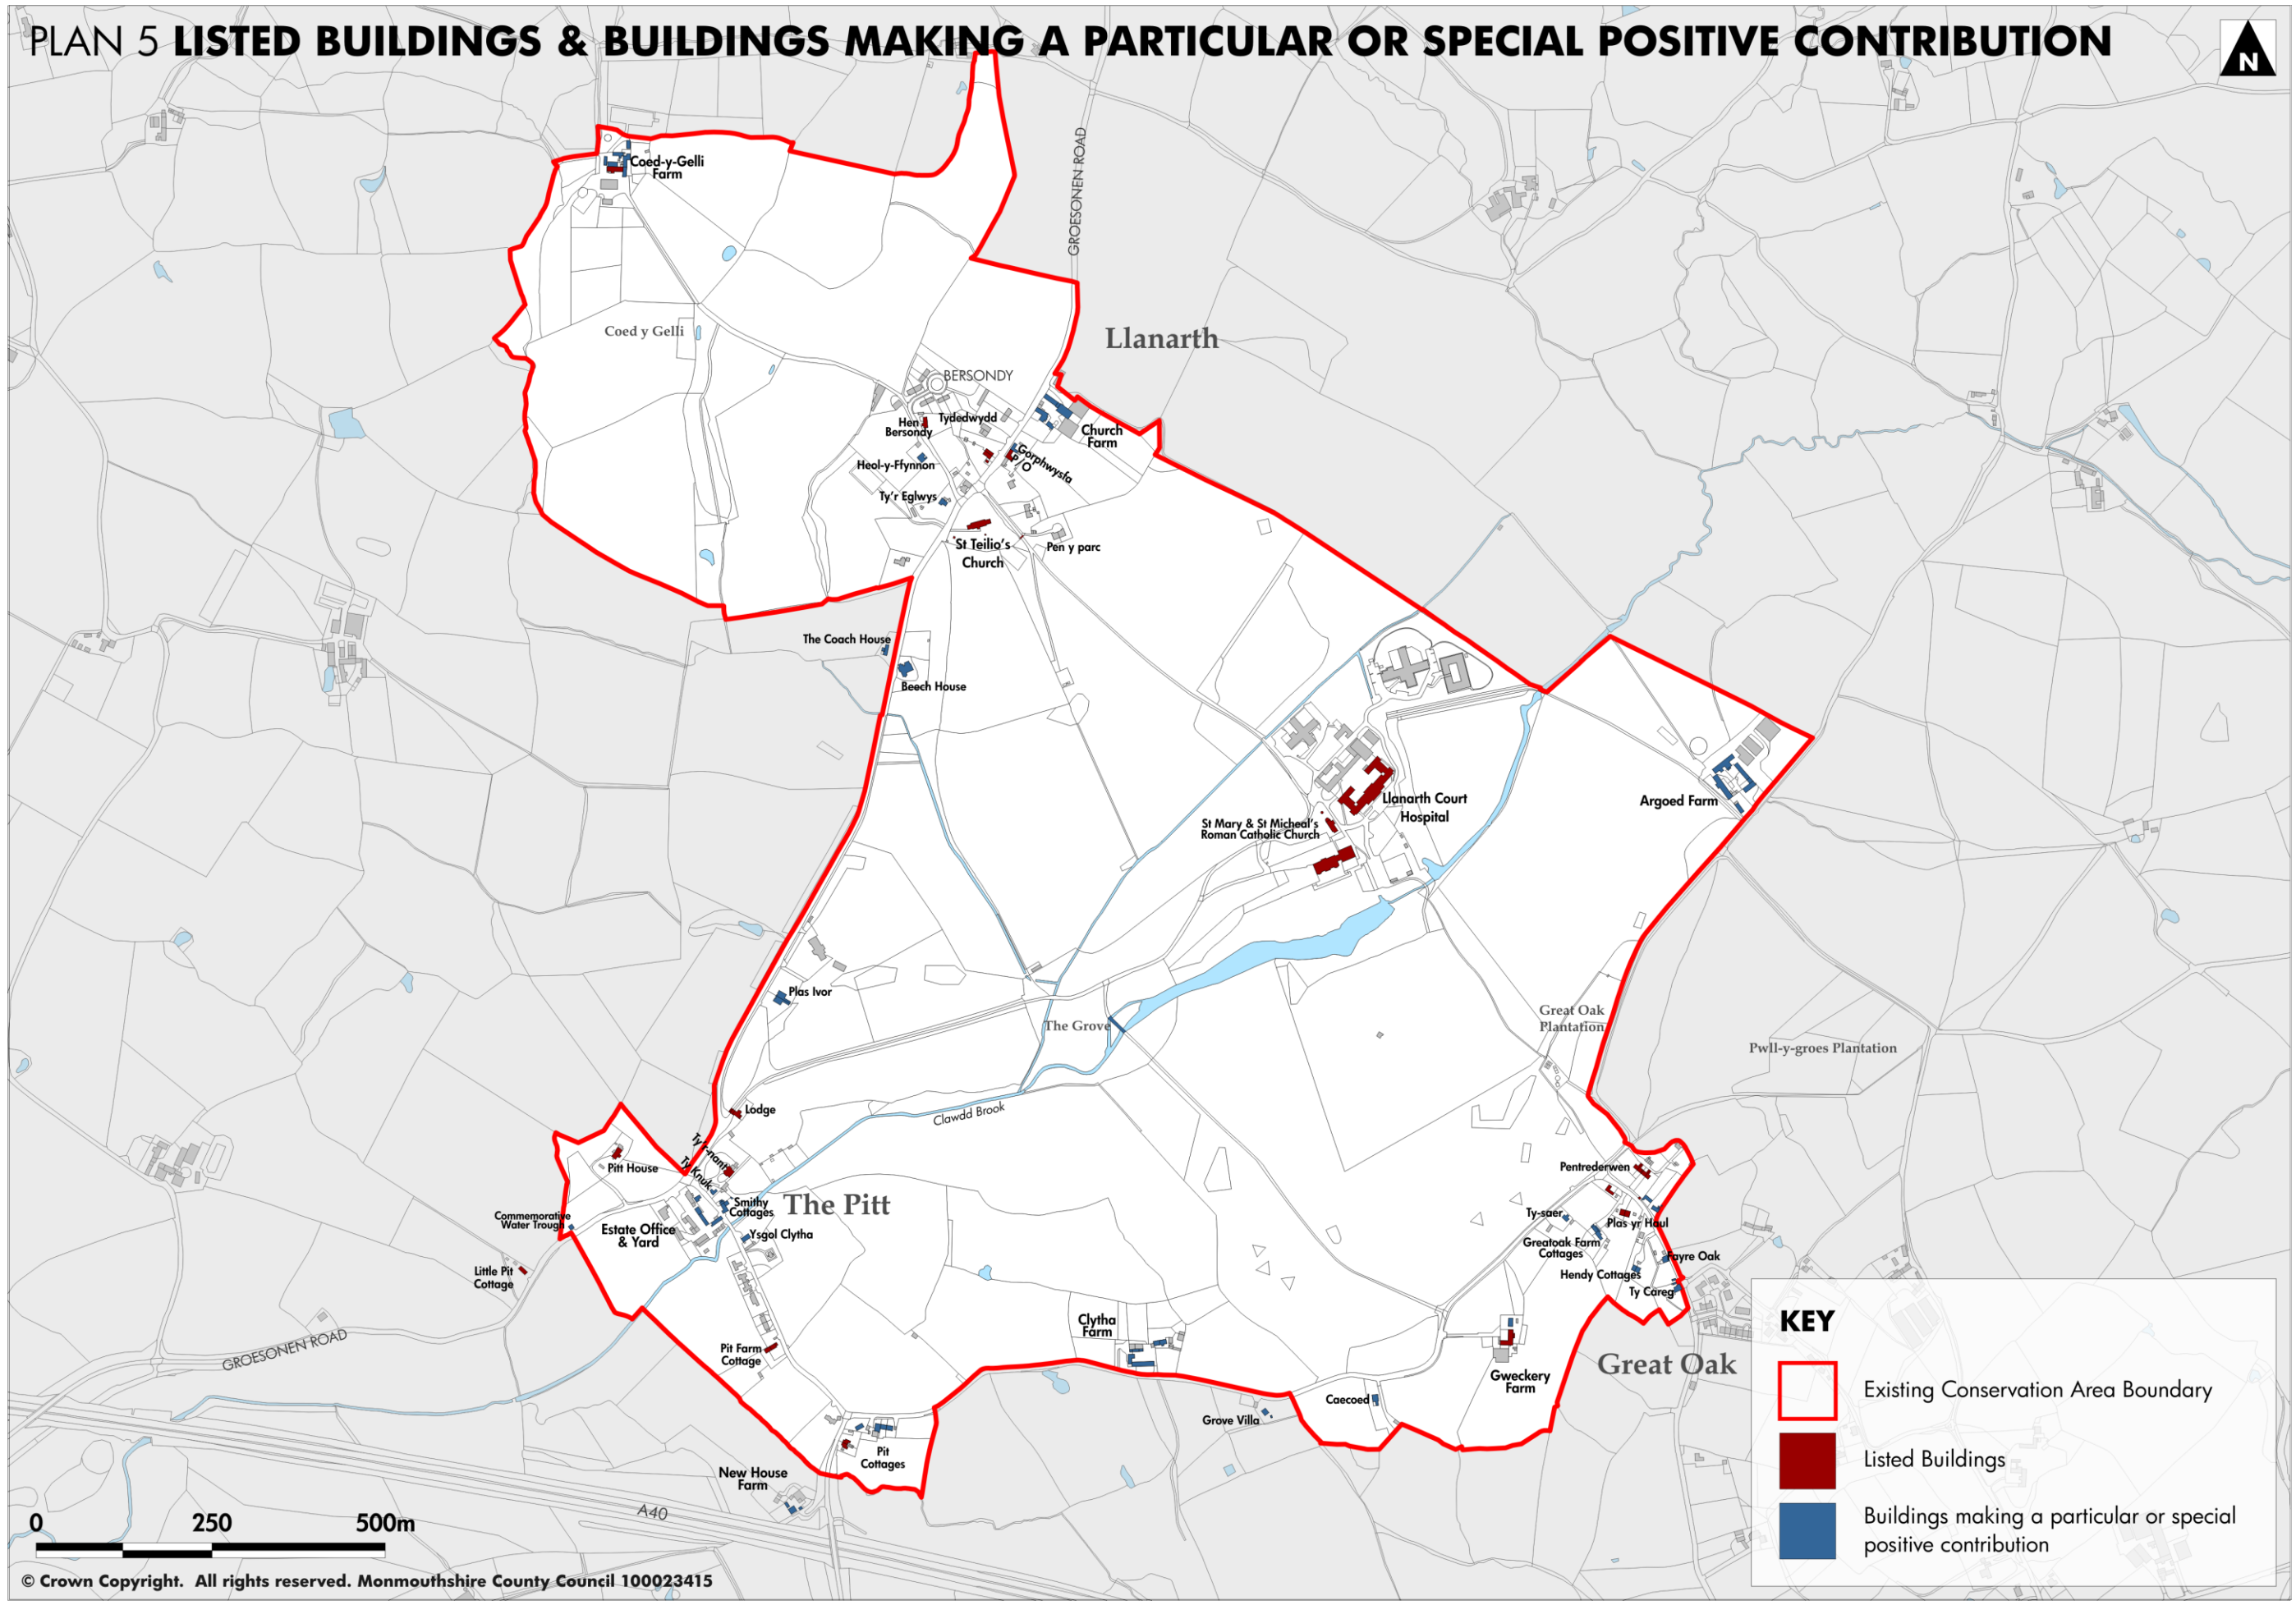 PLAN 5 LISTED BUILDINGS & BUILDINGS MAKING A PARTICULAR OR SPECIAL POSITIVE CONTRIBUTION
N
GROESONEN ROAD
Coed-y-Gelli
Farm
Coed y Gelli
Llanarth
BERSONDY
Hen
Bersondy
Tydedwydd
Church
Farm
Gorphwysfa
P/O
Heol-y-Ffynnon
Ty'r Eglwys
St Teilio's
Church
Pen y parc
The Coach House
Beech House
Llanarth Court
Hospital
St Mary & St Micheal's
Roman Catholic Church
Argoed Farm
Plas Ivor
The Grove
Great Oak
Plantation
Pwll-y-groes Plantation
Lodge
Clawdd Brook
Ty'-nant
Ty Knuk
Pitt House
Smithy
Cottages
The Pitt
Commemorative
Water Trough
Estate Office
& Yard
Ysgol Clytha
Little Pit
Cottage
Pentrederwen
Ty-saer
Plas yr Haul
Greatoak Farm
Cottages
Fayre Oak
Hendy Cottages
Ty Careg
GROESONEN ROAD
Pit Farm
Cottage
Clytha
Farm
Gweckery
Farm
Great Oak
Caecoed
Grove Villa
Pit
Cottages
New House
Farm
A40
KEY
Existing Conservation Area Boundary
Listed Buildings
Buildings making a particular or special
positive contribution
0 250 500m
© Crown Copyright. All rights reserved. Monmouthshire County Council 100023415